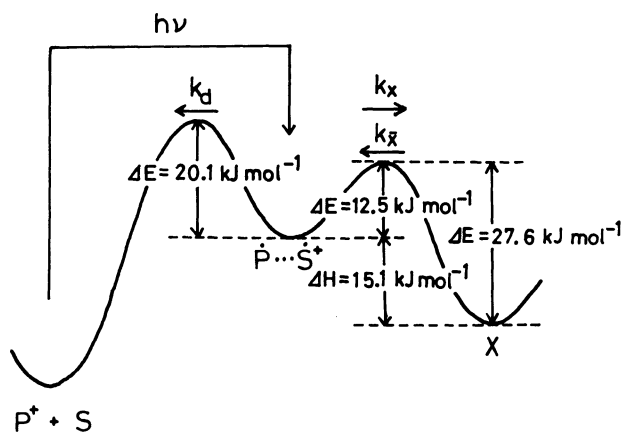 hν
k_d
k_x
k_x̄
ΔE = 20.1 kJ mol⁻¹
ΔE = 12.5 kJ mol⁻¹
ΔE = 27.6 kJ mol⁻¹
Ṗ···Ṡ⁺
ΔH = 15.1 kJ mol⁻¹
X
P⁺ + S